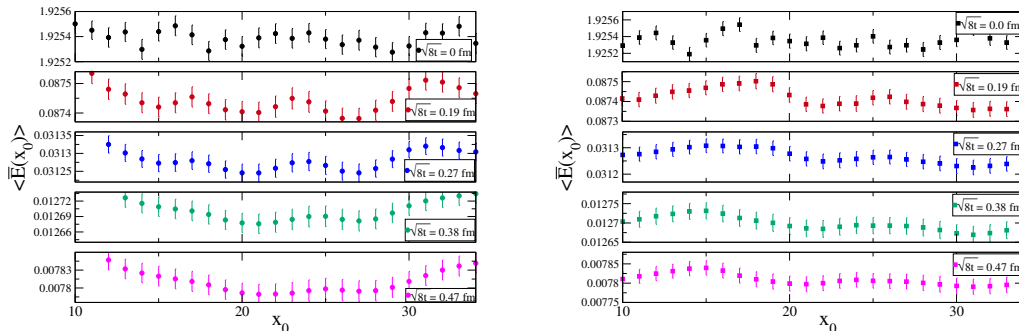 1.9256
1.9254
1.9252
√8t = 0 fm
0.0875
0.0874
√8t = 0.19 fm
0.03135
0.0313
0.03125
√8t = 0.27 fm
0.01272
0.01269
0.01266
√8t = 0.38 fm
0.00783
0.0078
√8t = 0.47 fm
10
20
30
x₀
<E̅(x₀)>
1.9256
1.9254
1.9252
√8t = 0.0 fm
0.0875
0.0874
0.0873
√8t = 0.19 fm
0.0313
0.0312
√8t = 0.27 fm
0.01275
0.0127
0.01265
√8t = 0.38 fm
0.00785
0.0078
0.00775
√8t = 0.47 fm
10
20
30
x₀
<E̅(x₀)>